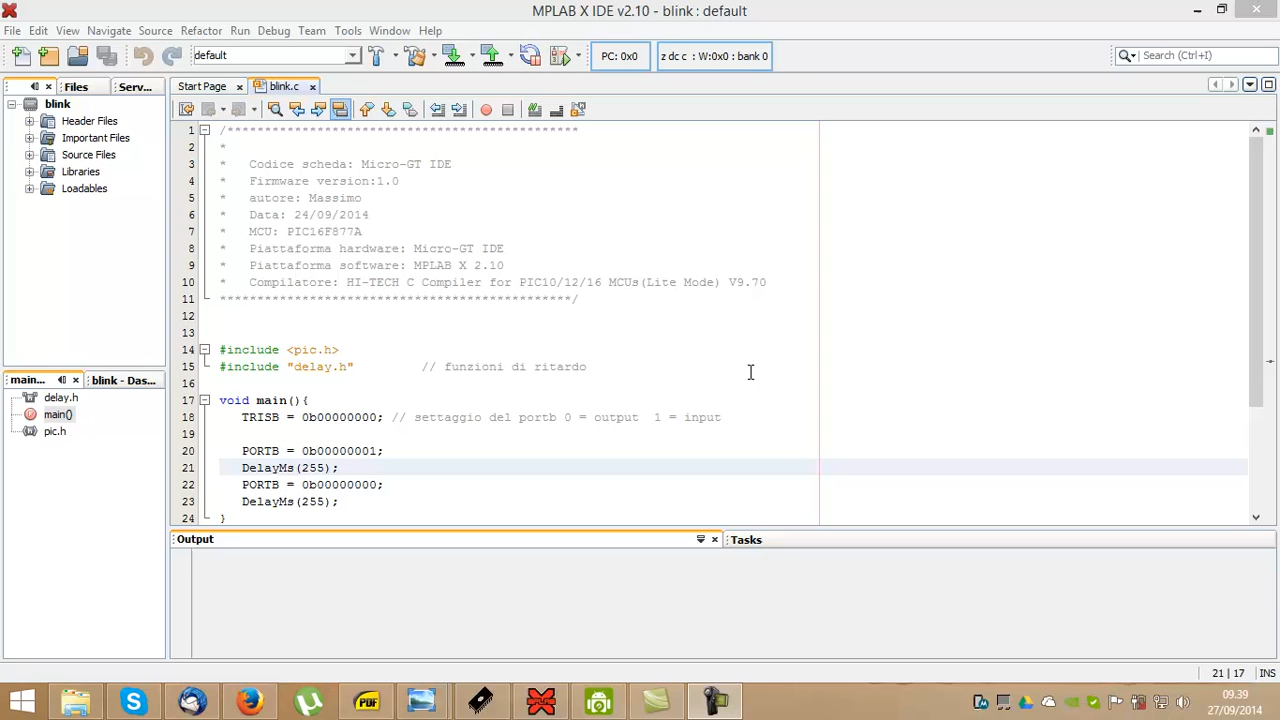 MPLAB X IDE v2.10 - blink : default
File Edit View Navigate Source Refactor Run Debug Team Tools Window Help
default
PC: 0x0
z dc c : W:0x0 : bank 0
Search (Ctrl+I)
Files
Serv...
Start Page
blink.c
blink
Header Files
Important Files
Source Files
Libraries
Loadables
1 /***********************************************
2 *
3 * Codice scheda: Micro-GT IDE
4 * Firmware version:1.0
5 * autore: Massimo
6 * Data: 24/09/2014
7 * MCU: PIC16F877A
8 * Piattaforma hardware: Micro-GT IDE
9 * Piattaforma software: MPLAB X 2.10
10 * Compilatore: HI-TECH C Compiler for PIC10/12/16 MCUs(Lite Mode) V9.70
11 ***********************************************/
12
13
14 #include <pic.h>
15 #include "delay.h" // funzioni di ritardo
16
17 void main(){
18 TRISB = 0b00000000; // settaggio del portb 0 = output 1 = input
19
20 PORTB = 0b00000001;
21 DelayMs(255);
22 PORTB = 0b00000000;
23 DelayMs(255);
24 }
main...
blink - Das...
delay.h
main()
pic.h
Output
Tasks
21 | 17
INS
PDF
09.39
27/09/2014